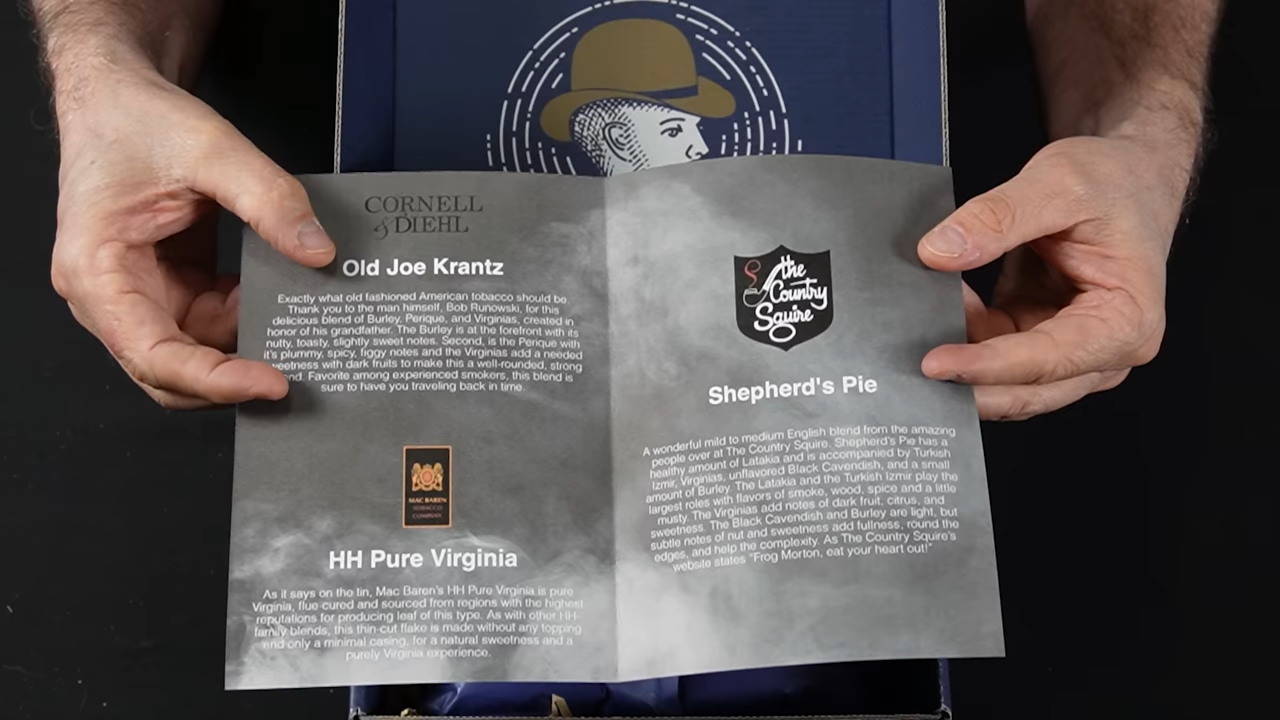 CORNELL
& DIEHL
Old Joe Krantz
Exactly what old fashioned American tobacco should be.
Thank you to the man himself, Bob Runowski, for this
delicious blend of Burley, Perique, and Virginias, created in
honor of his grandfather. The Burley is at the forefront with its
nutty, toasty, slightly sweet notes. Second, is the Perique with
it's plummy, spicy, figgy notes and the Virginias add a needed
with dark fruits to make this a well-rounded, strong
Favorite among experienced smokers, this blend is
sure to have you traveling back in time.
MAC BAREN
TOBACCO
COMPANY
HH Pure Virginia
As it says on the tin, Mac Baren's HH Pure Virginia is pure
Virginia, flue-cured and sourced from regions with the highest
reputations for producing leaf of this type. As with other HH-
family blends, this thin-cut flake is made without any topping
and only a minimal casing, for a natural sweetness and a
purely Virginia experience.
the
Country
Squire
Shepherd's Pie
A wonderful mild to medium English blend from the amazing
people over at The Country Squire. Shepherd's Pie has a
healthy amount of Latakia and is accompanied by Turkish
Izmir, Virginias, unflavored Black Cavendish, and a small
amount of Burley. The Latakia and the Turkish Izmir play the
largest roles with flavors of smoke, wood, spice and a little
musty. The Virginias add notes of dark fruit, citrus, and
sweetness. The Black Cavendish and Burley are light, but
subtle notes of nut and sweetness add fullness, round the
edges, and help the complexity. As The Country Squire's
website states "Frog Morton, eat your heart out!"